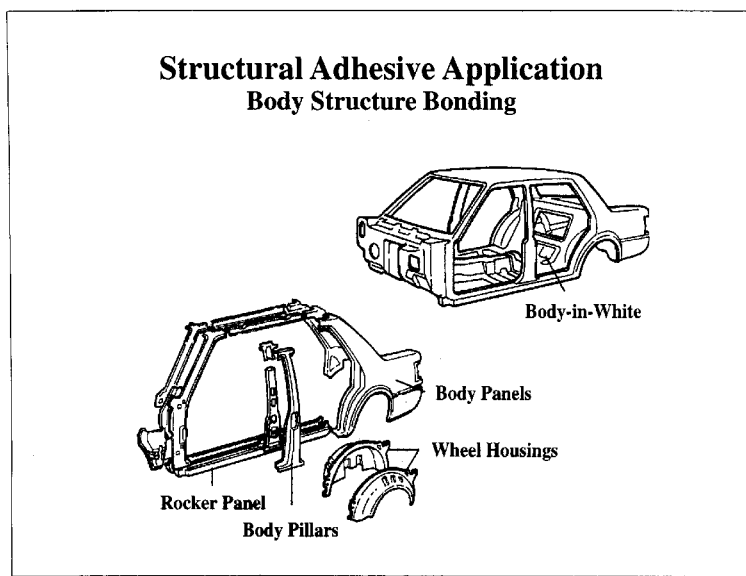 Structural Adhesive Application
Body Structure Bonding
Body-in-White
Body Panels
Wheel Housings
Rocker Panel
Body Pillars